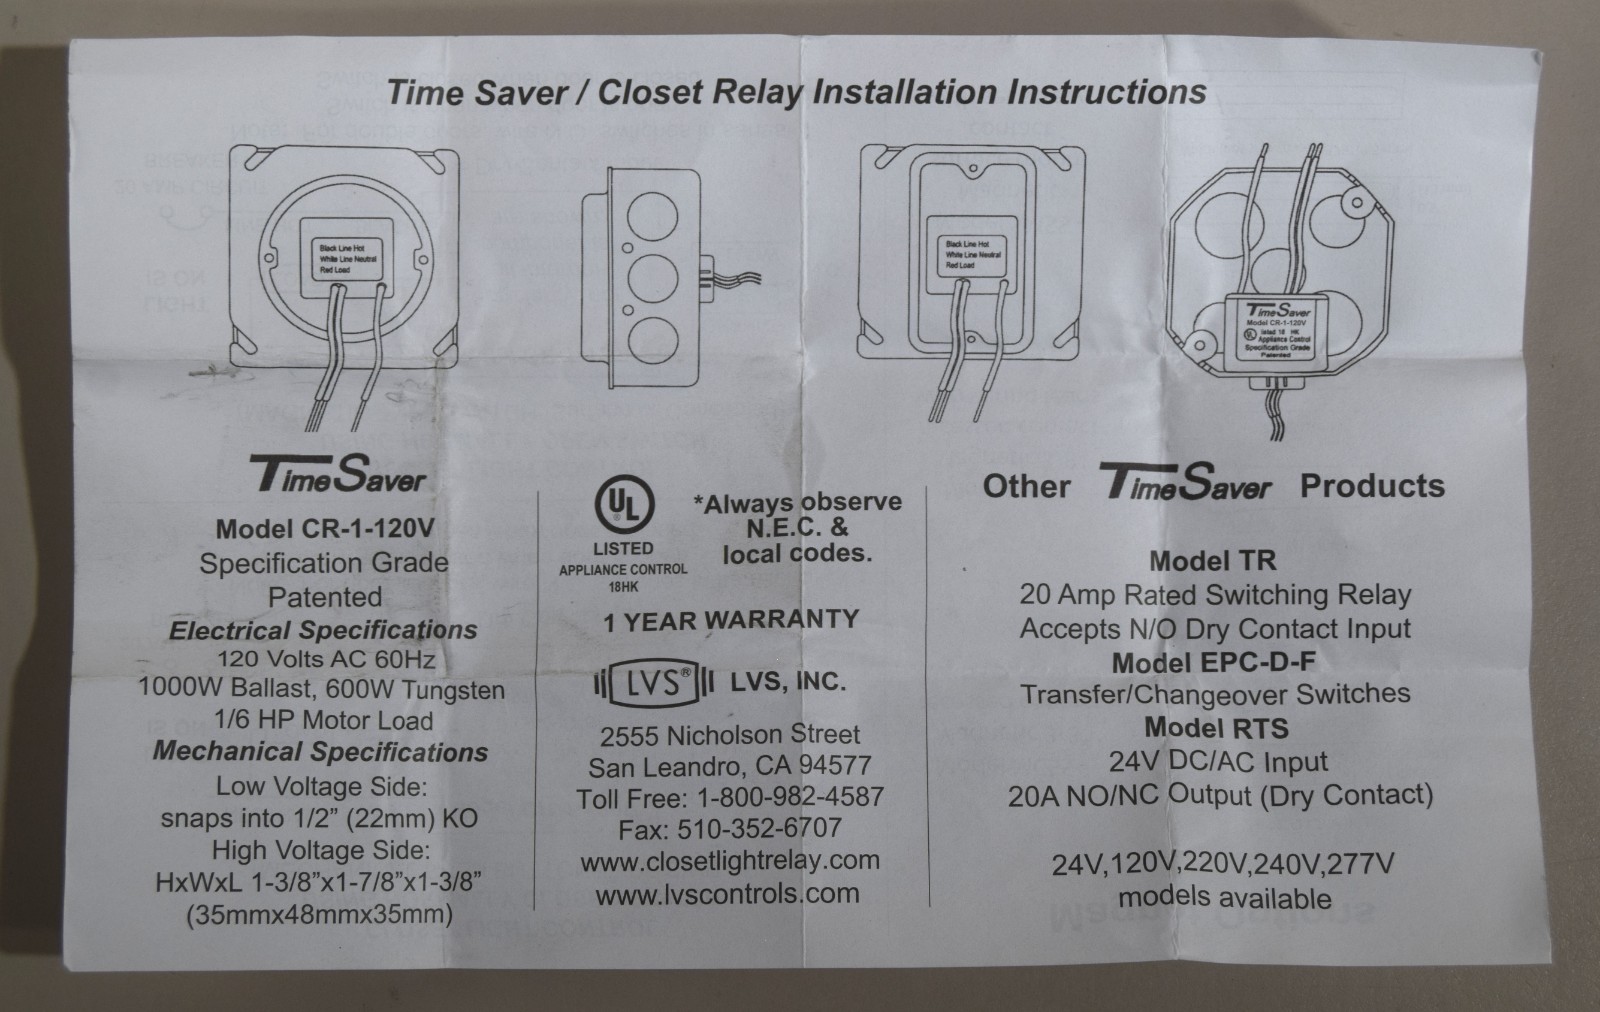 Time Saver / Closet Relay Installation Instructions
Black Line Hot
White Line Neutral
Red Load
Black Line Hot
White Line Neutral
Red Load
TimeSaver
Model CR-1-120V
UL
listed 18 HK
Appliance Control
Specification Grade
Patented
TimeSaver
Model CR-1-120V
Specification Grade
Patented
Electrical Specifications
120 Volts AC 60Hz
1000W Ballast, 600W Tungsten
1/6 HP Motor Load
Mechanical Specifications
Low Voltage Side:
snaps into 1/2" (22mm) KO
High Voltage Side:
HxWxL 1-3/8"x1-7/8"x1-3/8"
(35mmx48mmx35mm)
UL
LISTED
APPLIANCE CONTROL
18HK
*Always observe
N.E.C. &
local codes.
1 YEAR WARRANTY
LVS® LVS, INC.
2555 Nicholson Street
San Leandro, CA 94577
Toll Free: 1-800-982-4587
Fax: 510-352-6707
www.closetlightrelay.com
www.lvscontrols.com
Other TimeSaver Products
Model TR
20 Amp Rated Switching Relay
Accepts N/O Dry Contact Input
Model EPC-D-F
Transfer/Changeover Switches
Model RTS
24V DC/AC Input
20A NO/NC Output (Dry Contact)
24V,120V,220V,240V,277V
models available